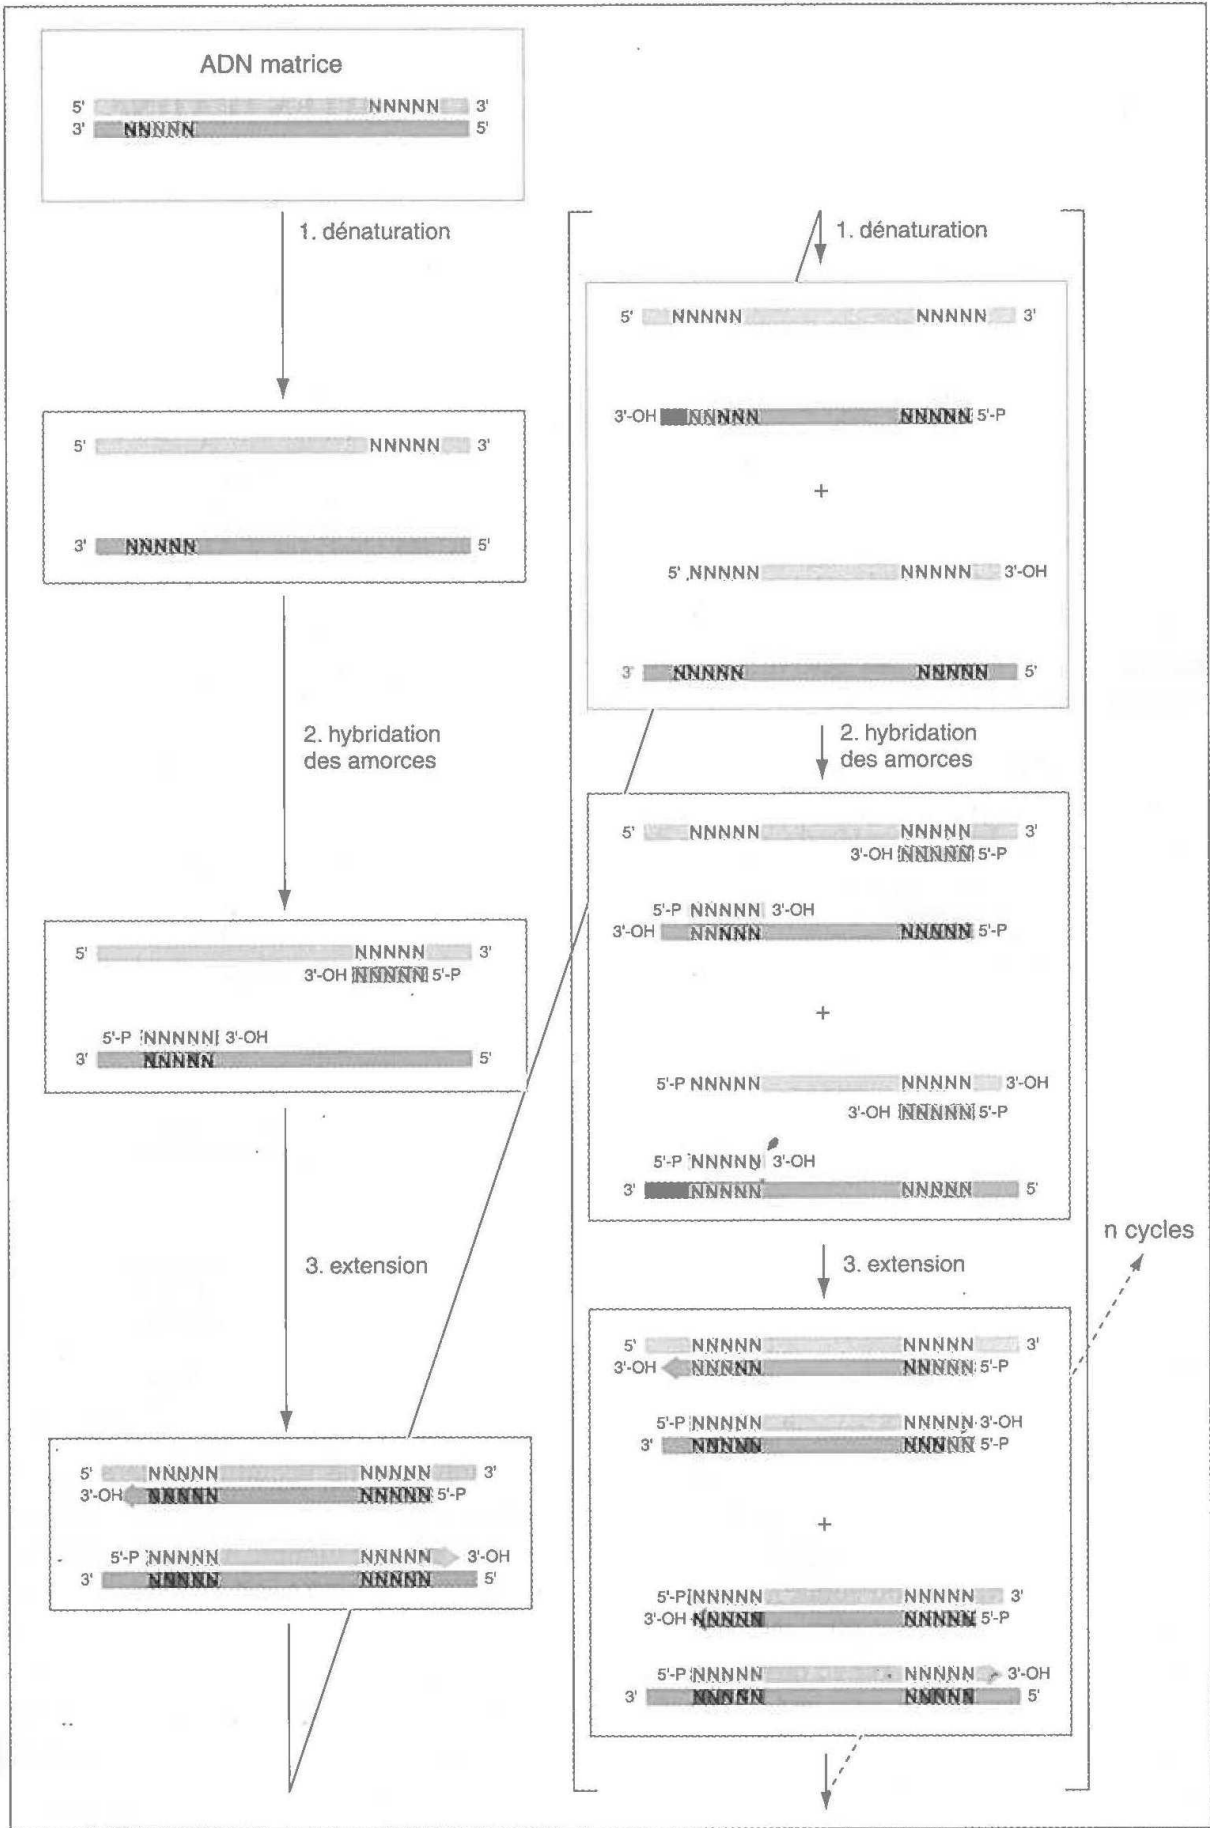 ADN matrice
5' NNNNN 3'
3' NNNNN 5'
1. dénaturation
5' NNNNN 3'
3' NNNNN 5'
2. hybridation
des amorces
5' NNNNN 3'
3'-OH NNNNN 5'-P
5'-P NNNNN 3'-OH
3' NNNNN 5'
3. extension
5' NNNNN NNNNN 3'
3'-OH NNNNN NNNNN 5'-P
5'-P NNNNN NNNNN 3'-OH
3' NNNNN NNNNN 5'
1. dénaturation
5' NNNNN NNNNN 3'
3'-OH NNNNN NNNNN 5'-P
+
5' NNNNN NNNNN 3'-OH
3' NNNNN NNNNN 5'
2. hybridation
des amorces
5' NNNNN NNNNN 3'
3'-OH NNNNN 5'-P
5'-P NNNNN 3'-OH
3'-OH NNNNN NNNNN 5'-P
+
5'-P NNNNN NNNNN 3'-OH
3'-OH NNNNN 5'-P
5'-P NNNNN 3'-OH
3' NNNNN NNNNN 5'
3. extension
n cycles
5' NNNNN NNNNN 3'
3'-OH NNNNN NNNNN 5'-P
5'-P NNNNN NNNNN 3'-OH
3' NNNNN NNNNN 5'-P
+
5'-P NNNNN NNNNN 3'
3'-OH NNNNN NNNNN 5'-P
5'-P NNNNN NNNNN 3'-OH
3' NNNNN NNNNN 5'